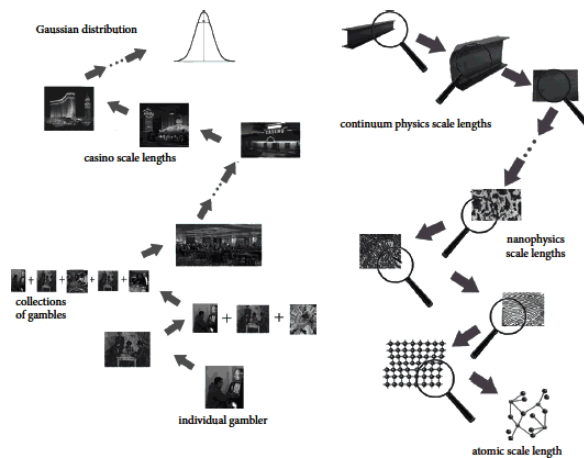 Gaussian distribution
casino scale lengths
CASINO
collections
of gambles
individual gambler
continuum physics scale lengths
nanophysics
scale lengths
atomic scale length